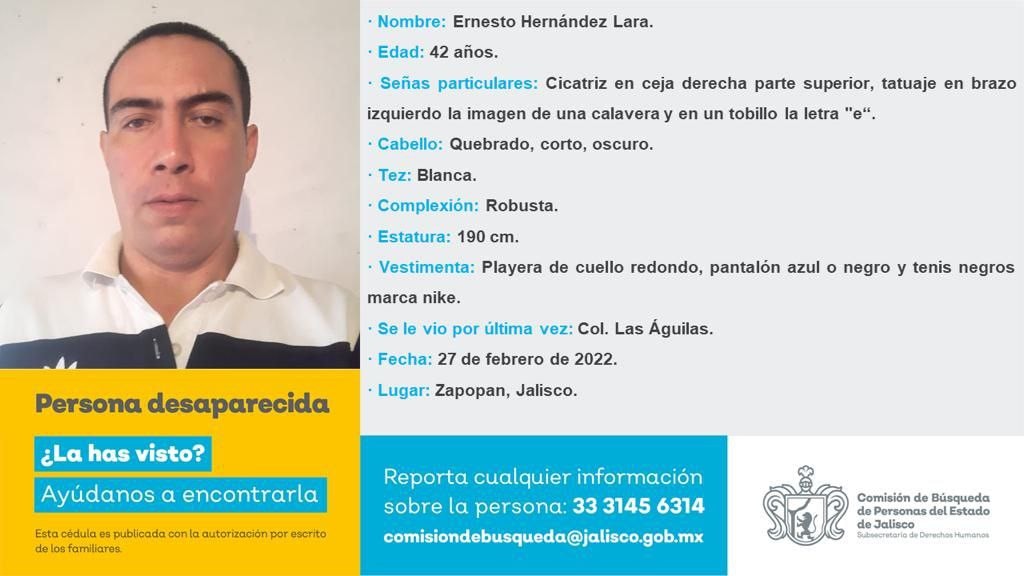 · Nombre: Ernesto Hernández Lara.
· Edad: 42 años.
· Señas particulares: Cicatriz en ceja derecha parte superior, tatuaje en brazo
izquierdo la imagen de una calavera y en un tobillo la letra "e“.
· Cabello: Quebrado, corto, oscuro.
· Tez: Blanca.
· Complexión: Robusta.
· Estatura: 190 cm.
· Vestimenta: Playera de cuello redondo, pantalón azul o negro y tenis negros
marca nike.
· Se le vio por última vez: Col. Las Águilas.
· Fecha: 27 de febrero de 2022.
· Lugar: Zapopan, Jalisco.
Persona desaparecida
¿La has visto?
Ayúdanos a encontrarla
Esta cédula es publicada con la autorización por escrito
de los familiares.
Reporta cualquier información
sobre la persona: 33 3145 6314
comisiondebusqueda@jalisco.gob.mx
Comisión de Búsqueda
de Personas del Estado
de Jalisco
Subsecretaría de Derechos Humanos